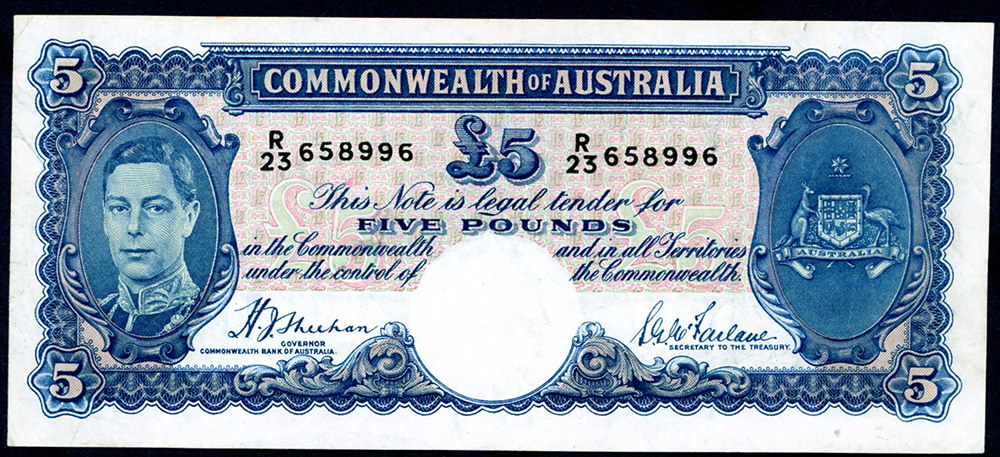 5 5
COMMONWEALTH OF AUSTRALIA
R
23 658996
£5
R
23 658996
This Note is legal tender for
FIVE POUNDS
in the Commonwealth and in all Territories
under the control of the Commonwealth.
AUSTRALIA
H J Sheehan
GOVERNOR
COMMONWEALTH BANK OF AUSTRALIA.
S G McFarlane
SECRETARY TO THE TREASURY.
5 5